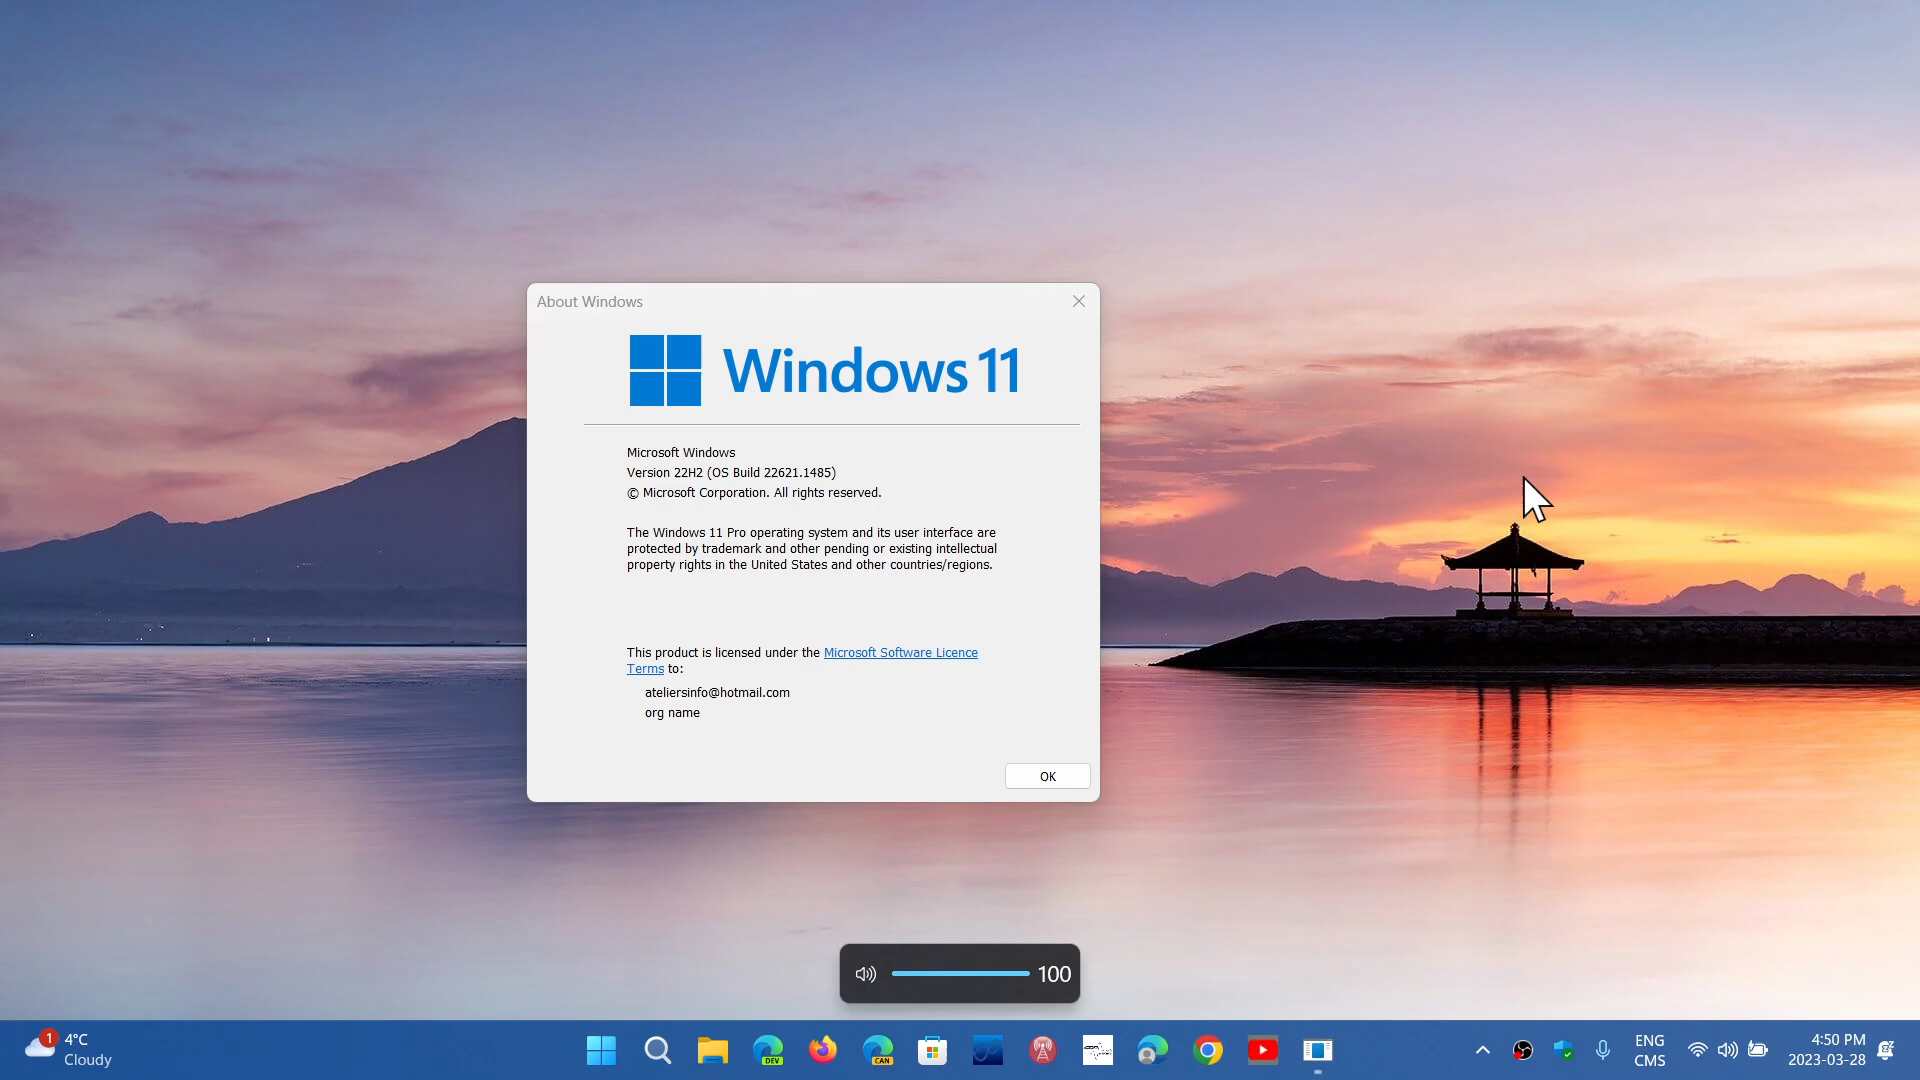 About Windows
Windows 11
Microsoft Windows
Version 22H2 (OS Build 22621.1485)
© Microsoft Corporation. All rights reserved.
The Windows 11 Pro operating system and its user interface are
protected by trademark and other pending or existing intellectual
property rights in the United States and other countries/regions.
This product is licensed under the Microsoft Software Licence
Terms to:
ateliersinfo@hotmail.com
org name
OK
100
1
4°C
Cloudy
DEV
CAN
ENG
CMS
4:50 PM
2023-03-28